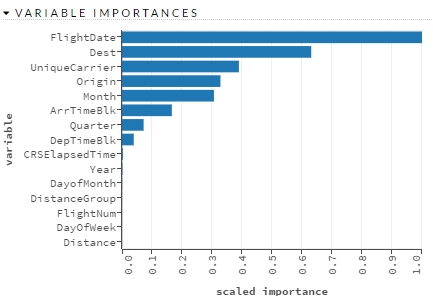 ▼ VARIABLE IMPORTANCES
FlightDate
Dest
UniqueCarrier
Origin
Month
ArrTimeBlk
Quarter
DepTimeBlk
CRSElapsedTime
Year
DayofMonth
DistanceGroup
FlightNum
DayOfWeek
Distance
variable
0.0 0.1 0.2 0.3 0.4 0.5 0.6 0.7 0.8 0.9 1.0
scaled importance